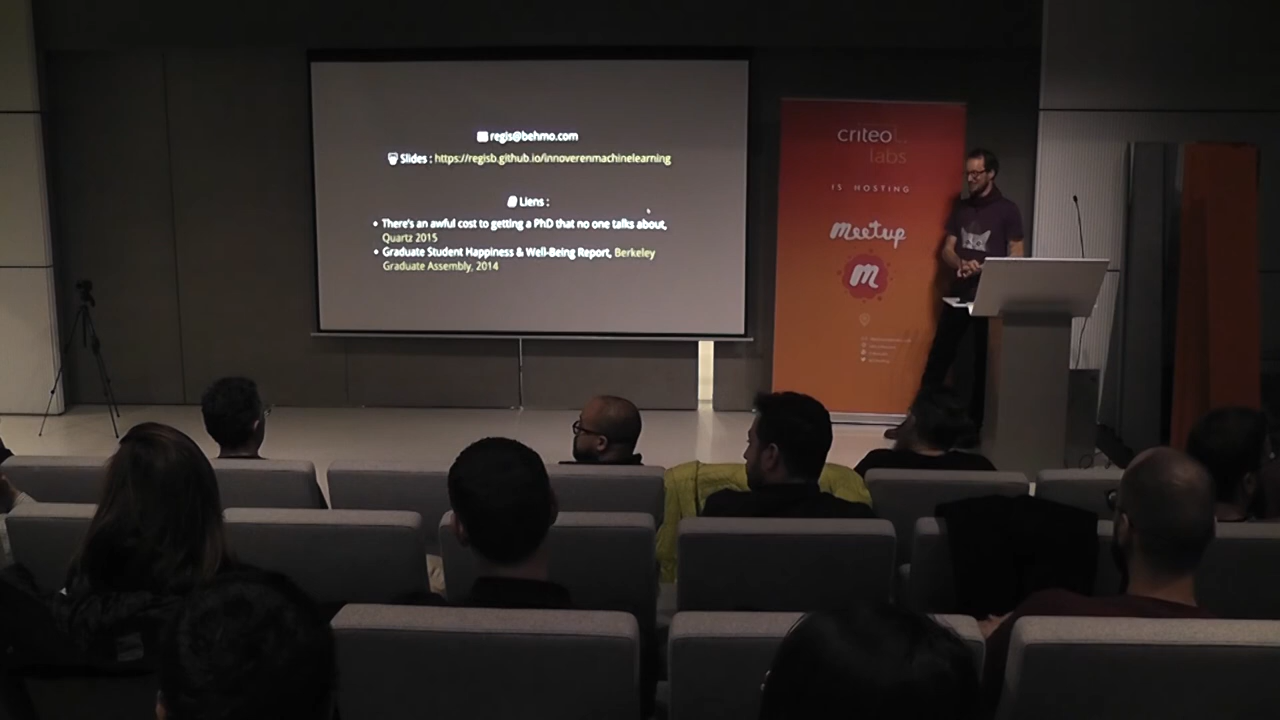 regis@behmo.com
Slides : https://regisb.github.io/innoverenmachinelearning
Liens :
There's an awful cost to getting a PhD that no one talks about,
Quartz 2015
Graduate Student Happiness & Well-Being Report, Berkeley
Graduate Assembly, 2014
criteo
labs
IS HOSTING
meetup
m